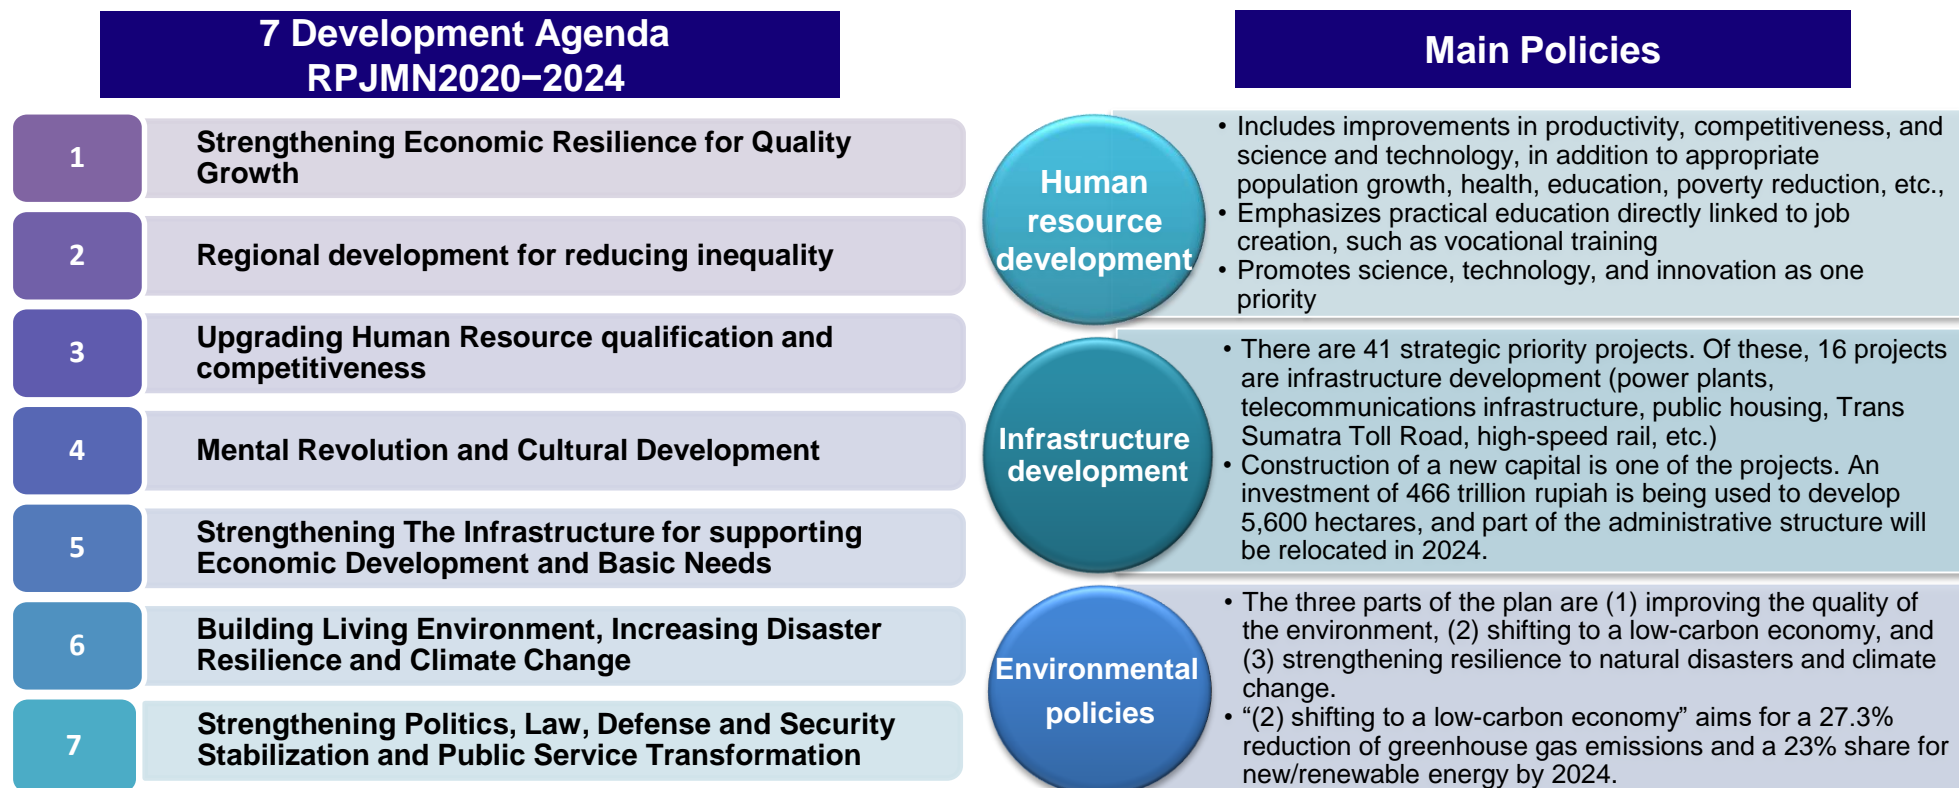 7 Development Agenda
RPJMN2020−2024
1
Strengthening Economic Resilience for Quality
Growth
2
Regional development for reducing inequality
3
Upgrading Human Resource qualification and
competitiveness
4
Mental Revolution and Cultural Development
5
Strengthening The Infrastructure for supporting
Economic Development and Basic Needs
6
Building Living Environment, Increasing Disaster
Resilience and Climate Change
7
Strengthening Politics, Law, Defense and Security
Stabilization and Public Service Transformation
Main Policies
Human
resource
development
• Includes improvements in productivity, competitiveness, and
science and technology, in addition to appropriate
population growth, health, education, poverty reduction, etc.,
• Emphasizes practical education directly linked to job
creation, such as vocational training
• Promotes science, technology, and innovation as one
priority
Infrastructure
development
• There are 41 strategic priority projects. Of these, 16 projects
are infrastructure development (power plants,
telecommunications infrastructure, public housing, Trans
Sumatra Toll Road, high-speed rail, etc.)
• Construction of a new capital is one of the projects. An
investment of 466 trillion rupiah is being used to develop
5,600 hectares, and part of the administrative structure will
be relocated in 2024.
Environmental
policies
• The three parts of the plan are (1) improving the quality of
the environment, (2) shifting to a low-carbon economy, and
(3) strengthening resilience to natural disasters and climate
change.
• “(2) shifting to a low-carbon economy” aims for a 27.3%
reduction of greenhouse gas emissions and a 23% share for
new/renewable energy by 2024.